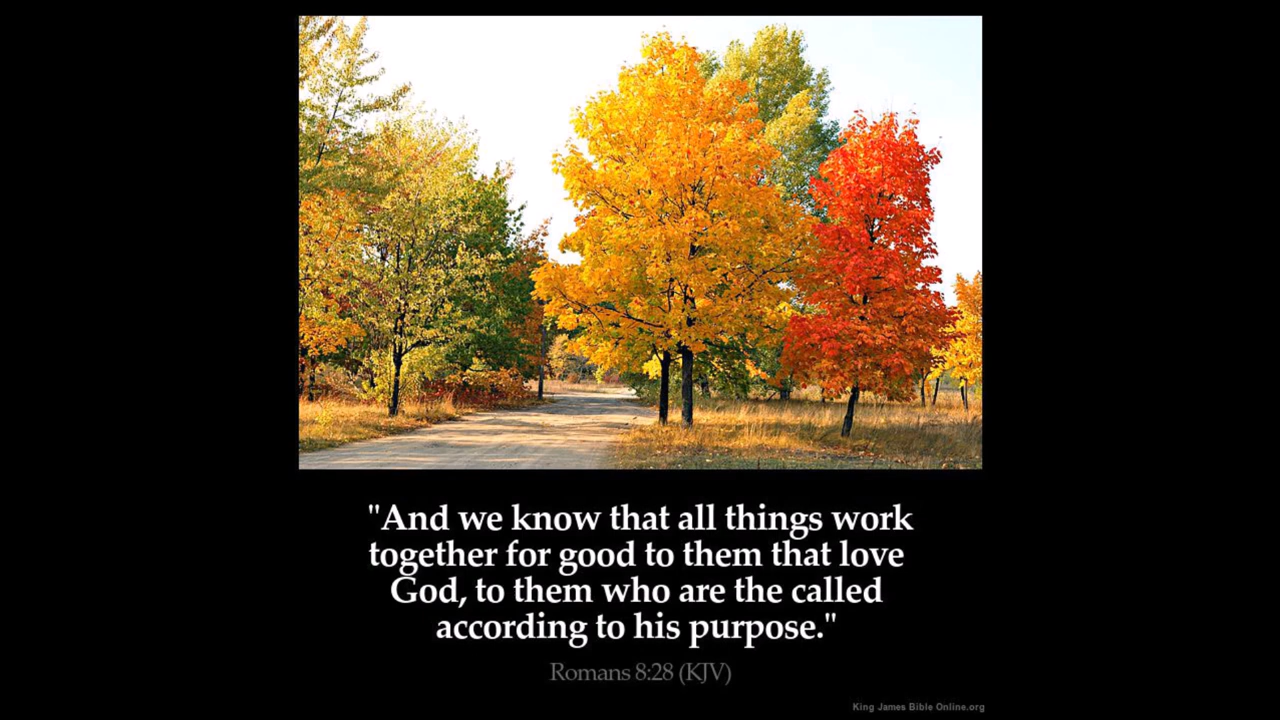 "And we know that all things work
together for good to them that love
God, to them who are the called
according to his purpose."
Romans 8:28 (KJV)
King James Bible Online.org